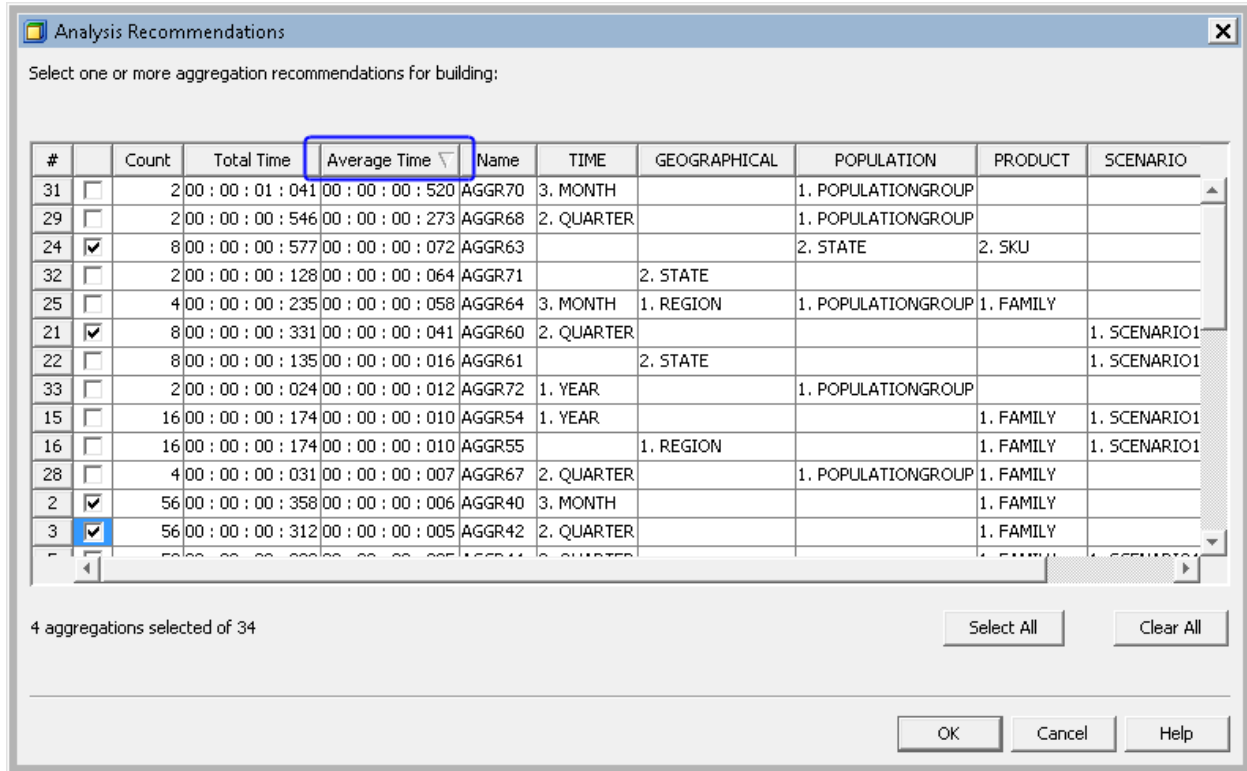 Analysis Recommendations
Select one or more aggregation recommendations for building:
# Count Total Time Average Time Name TIME GEOGRAPHICAL POPULATION PRODUCT SCENARIO
31 2 00 : 00 : 01 : 041 00 : 00 : 00 : 520 AGGR70 3. MONTH 1. POPULATIONGROUP
29 2 00 : 00 : 00 : 546 00 : 00 : 00 : 273 AGGR68 2. QUARTER 1. POPULATIONGROUP
24 8 00 : 00 : 00 : 577 00 : 00 : 00 : 072 AGGR63 2. STATE 2. SKU
32 2 00 : 00 : 00 : 128 00 : 00 : 00 : 064 AGGR71 2. STATE
25 4 00 : 00 : 00 : 235 00 : 00 : 00 : 058 AGGR64 3. MONTH 1. REGION 1. POPULATIONGROUP 1. FAMILY
21 8 00 : 00 : 00 : 331 00 : 00 : 00 : 041 AGGR60 2. QUARTER 1. SCENARIO1
22 8 00 : 00 : 00 : 135 00 : 00 : 00 : 016 AGGR61 2. STATE 1. SCENARIO1
33 2 00 : 00 : 00 : 024 00 : 00 : 00 : 012 AGGR72 1. YEAR 1. POPULATIONGROUP
15 16 00 : 00 : 00 : 174 00 : 00 : 00 : 010 AGGR54 1. YEAR 1. FAMILY 1. SCENARIO1
16 16 00 : 00 : 00 : 174 00 : 00 : 00 : 010 AGGR55 1. REGION 1. FAMILY 1. SCENARIO1
28 4 00 : 00 : 00 : 031 00 : 00 : 00 : 007 AGGR67 2. QUARTER 1. POPULATIONGROUP 1. FAMILY
2 56 00 : 00 : 00 : 358 00 : 00 : 00 : 006 AGGR40 3. MONTH 1. FAMILY
3 56 00 : 00 : 00 : 312 00 : 00 : 00 : 005 AGGR42 2. QUARTER 1. FAMILY
4 aggregations selected of 34
Select All Clear All
OK Cancel Help